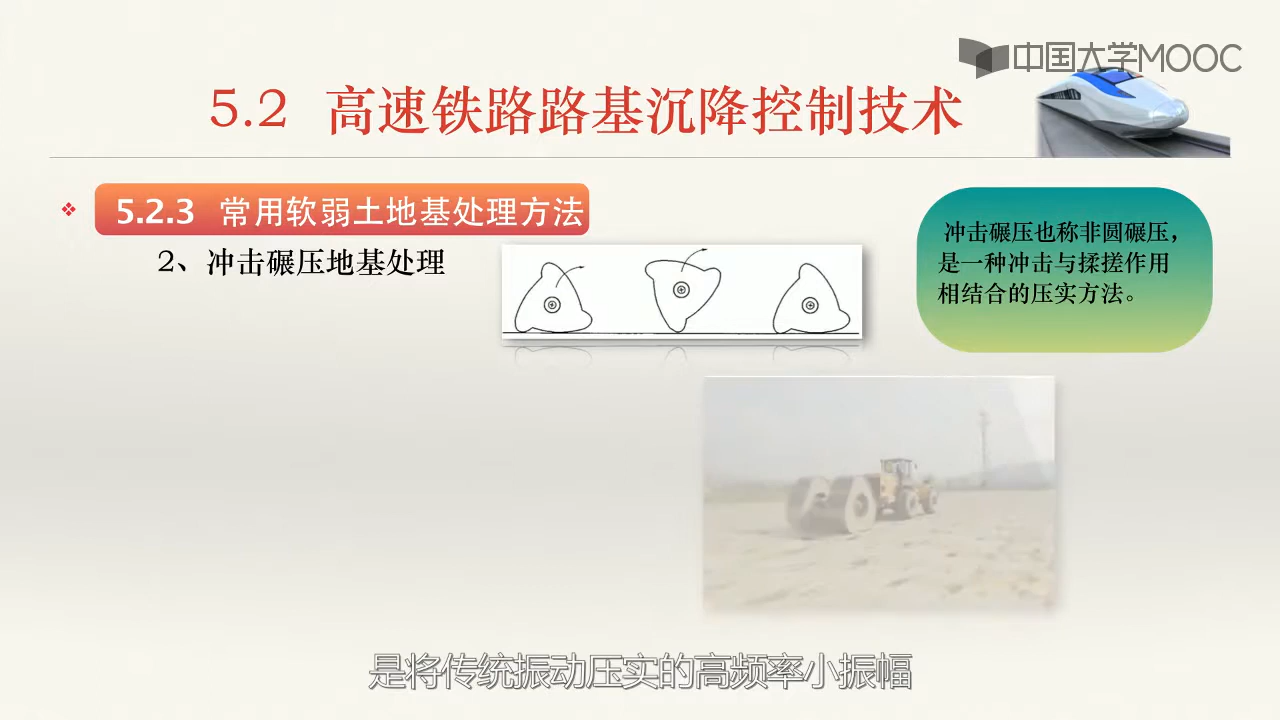 中国大学MOOC
5.2 高速铁路路基沉降控制技术
5.2.3 常用软弱土地基处理方法
2、冲击碾压地基处理
冲击碾压也称非圆碾压，
是一种冲击与揉搓作用
相结合的压实方法。
是将传统振动压实的高频率小振幅